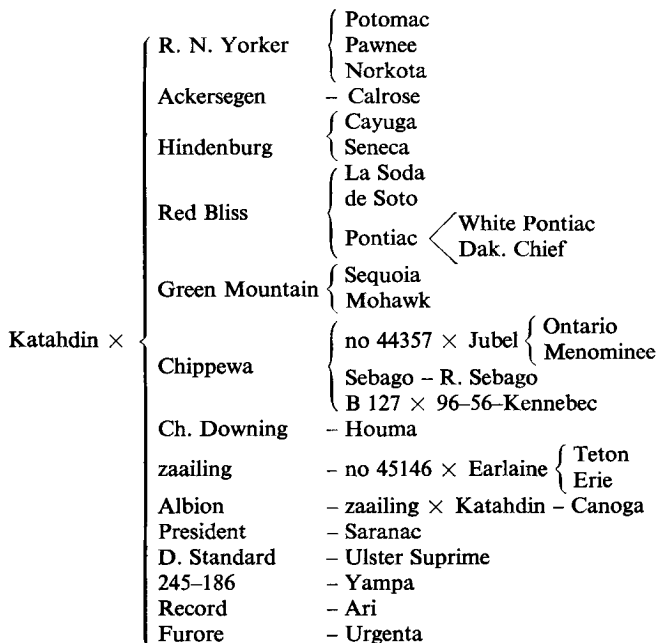 R. N. Yorker
Potomac
Pawnee
Norkota
Ackersegen – Calrose
Hindenburg
Cayuga
Seneca
Red Bliss
La Soda
de Soto
Pontiac
White Pontiac
Dak. Chief
Green Mountain
Sequoia
Mohawk
Katahdin ×
Chippewa
no 44357 × Jubel
Ontario
Menominee
Sebago – R. Sebago
B 127 × 96–56–Kennebec
Ch. Downing – Houma
zaailing – no 45146 × Earlaine
Teton
Erie
Albion – zaailing × Katahdin – Canoga
President – Saranac
D. Standard – Ulster Suprime
245–186 – Yampa
Record – Ari
Furore – Urgenta